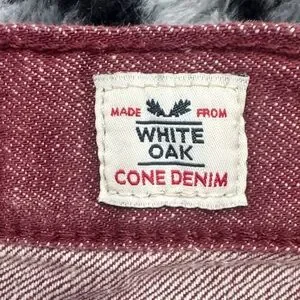 MADE FROM
WHITE
OAK
CONE DENIM